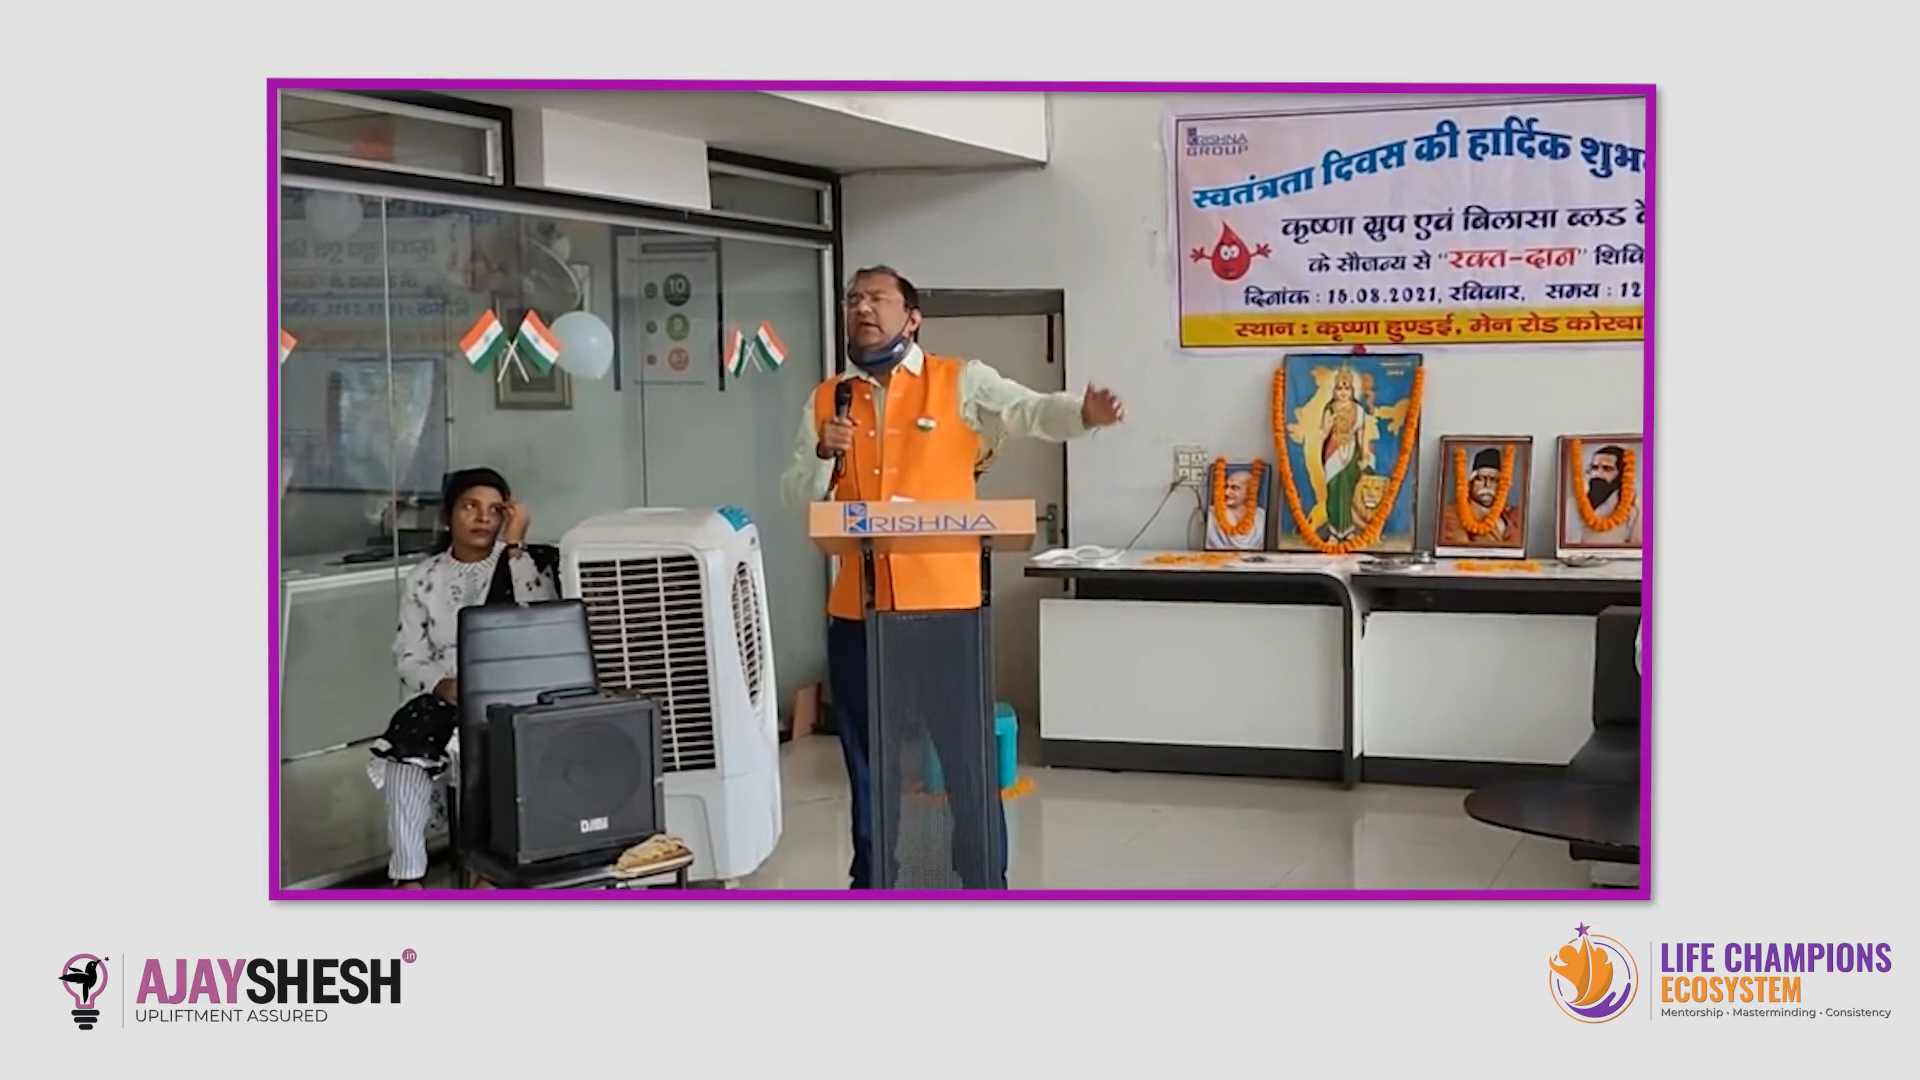 KRISHNA
GROUP
स्वतंत्रता दिवस की हार्दिक
कृष्णा ग्रुप एवं बिलासा ब्लड
के सौजन्य से "रक्त-दान"
दिनांक : 15.08.2021, रविवार, समय : 12
स्थान : कृष्णा हुण्डई, मेन रोड कोरबा
10
9
KRISHNA
AJAYSHESH.in
UPLIFTMENT ASSURED
LIFE CHAMPIONS
ECOSYSTEM
Mentorship • Masterminding • Consistency